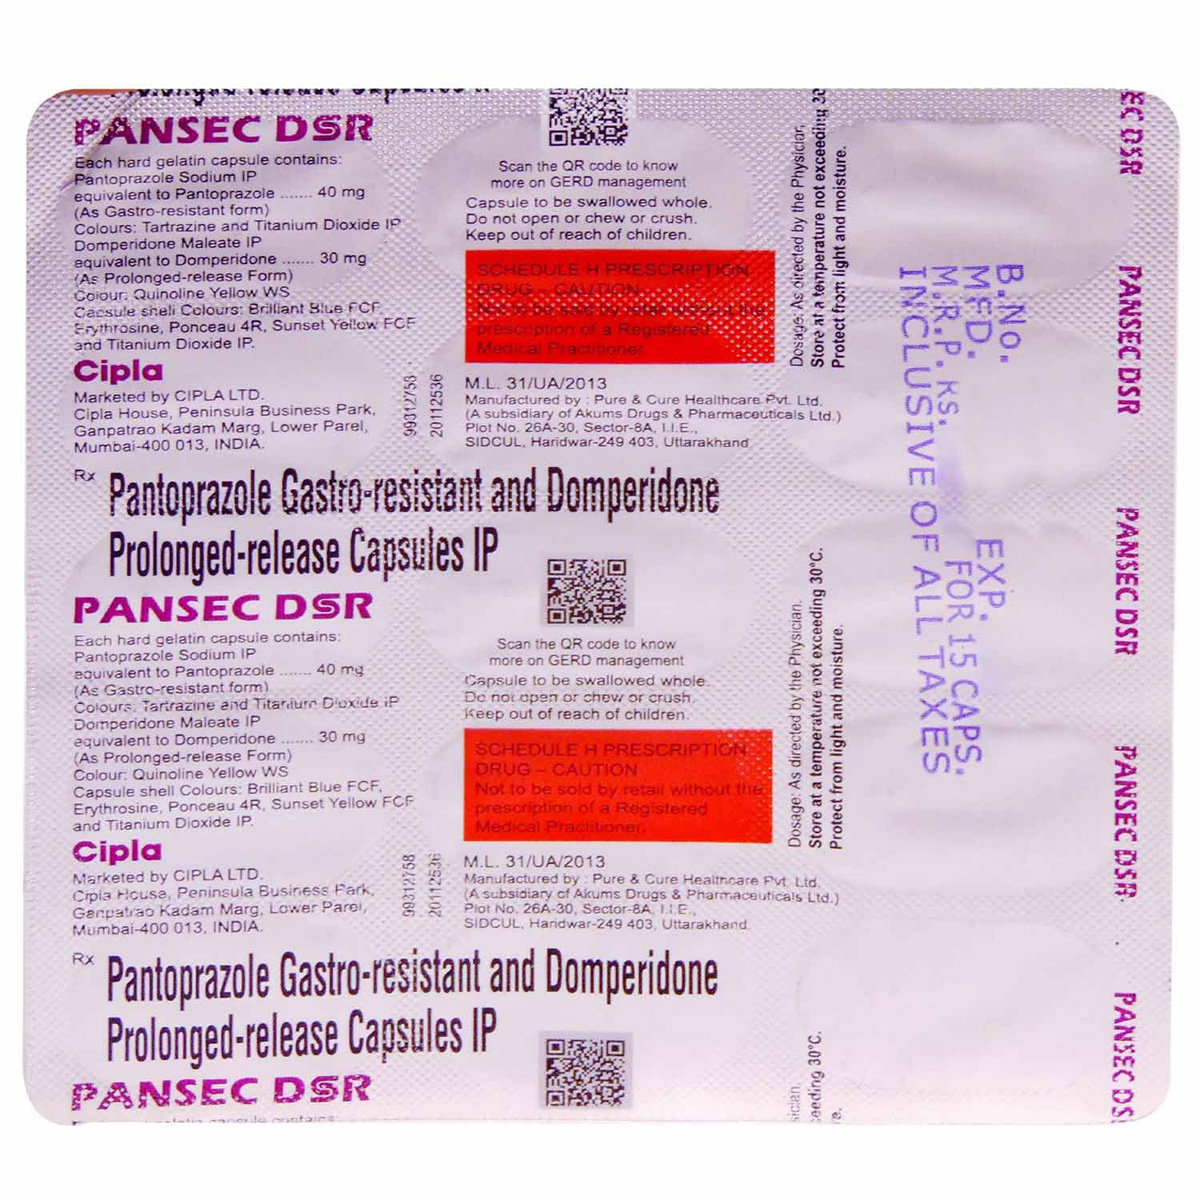 PANSEC DSR
Each hard gelatin capsule contains:
Pantoprazole Sodium IP
equivalent to Pantoprazole ....... 40 mg
(As Gastro-resistant form)
Colours: Tartrazine and Titanium Dioxide IP
Domperidone Maleate IP
equivalent to Domperidone ....... 30 mg
(As Prolonged-release Form)
Colour: Quinoline Yellow WS
Capsule shell Colours: Brilliant Blue FCF
Erythrosine, Ponceau 4R, Sunset Yellow FCF
and Titanium Dioxide IP.
Cipla
Marketed by CIPLA LTD.
Cipla House, Peninsula Business Park,
Ganpatrao Kadam Marg, Lower Parel,
Mumbai-400 013, INDIA.
99312758
20112536
Scan the QR code to know
more on GERD management
Capsule to be swallowed whole.
Do not open or chew or crush.
Keep out of reach of children.
SCHEDULE H PRESCRIPTION
DRUG – CAUTION
Not to be sold by retail without the
prescription of a Registered
Medical Practitioner.
M.L. 31/UA/2013
Manufactured by : Pure & Cure Healthcare Pvt. Ltd.
(A subsidiary of Akums Drugs & Pharmaceuticals Ltd.)
Plot No. 26A-30, Sector-8A, I.I.E.,
SIDCUL, Haridwar-249 403, Uttarakhand
Dosage: As directed by the Physician.
Store at a temperature not exceeding 30
Protect from light and moisture.
Rx Pantoprazole Gastro-resistant and Domperidone
Prolonged-release Capsules IP
PANSEC DSR
Each hard gelatin capsule contains:
Pantoprazole Sodium IP
equivalent to Pantoprazole ....... 40 mg
(As Gastro-resistant form)
Colours: Tartrazine and Titanium Dioxide IP
Domperidone Maleate IP
equivalent to Domperidone ....... 30 mg
(As Prolonged-release Form)
Colour: Quinoline Yellow WS
Capsule shell Colours: Brilliant Blue FCF,
Erythrosine, Ponceau 4R, Sunset Yellow FCF
and Titanium Dioxide IP.
Cipla
Marketed by CIPLA LTD.
Cipla House, Peninsula Business Park,
Ganpatrao Kadam Marg, Lower Parel,
Mumbai-400 013, INDIA.
99312758
20112536
Scan the QR code to know
more on GERD management
Capsule to be swallowed whole.
Do not open or chew or crush.
Keep out of reach of children.
SCHEDULE H PRESCRIPTION
DRUG – CAUTION
Not to be sold by retail without the
prescription of a Registered
Medical Practitioner.
M.L. 31/UA/2013
Manufactured by : Pure & Cure Healthcare Pvt. Ltd.
(A subsidiary of Akums Drugs & Pharmaceuticals Ltd.)
Plot No. 26A-30, Sector-8A, I.I.E.,
SIDCUL, Haridwar-249 403, Uttarakhand
Dosage: As directed by the Physician.
Store at a temperature not exceeding 30°C.
Protect from light and moisture.
Rx Pantoprazole Gastro-resistant and Domperidone
Prolonged-release Capsules IP
PANSEC DSR
sician.
ceeding 30°C.
e.
B.No.
MFD. EXP.
M.R.P. RS. FOR 15 CAPS.
INCLUSIVE OF ALL TAXES
EC DSR
PANSEC DSR
PANSEC DSR
PANSEC DSR
PANSEC DS